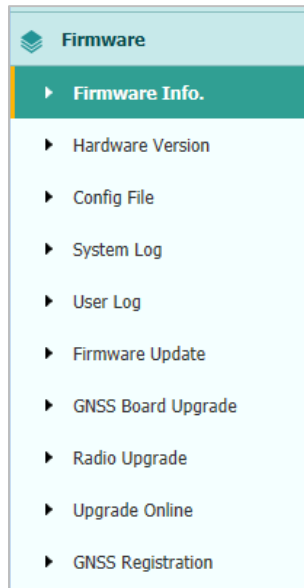 Firmware
Firmware Info.
Hardware Version
Config File
System Log
User Log
Firmware Update
GNSS Board Upgrade
Radio Upgrade
Upgrade Online
GNSS Registration